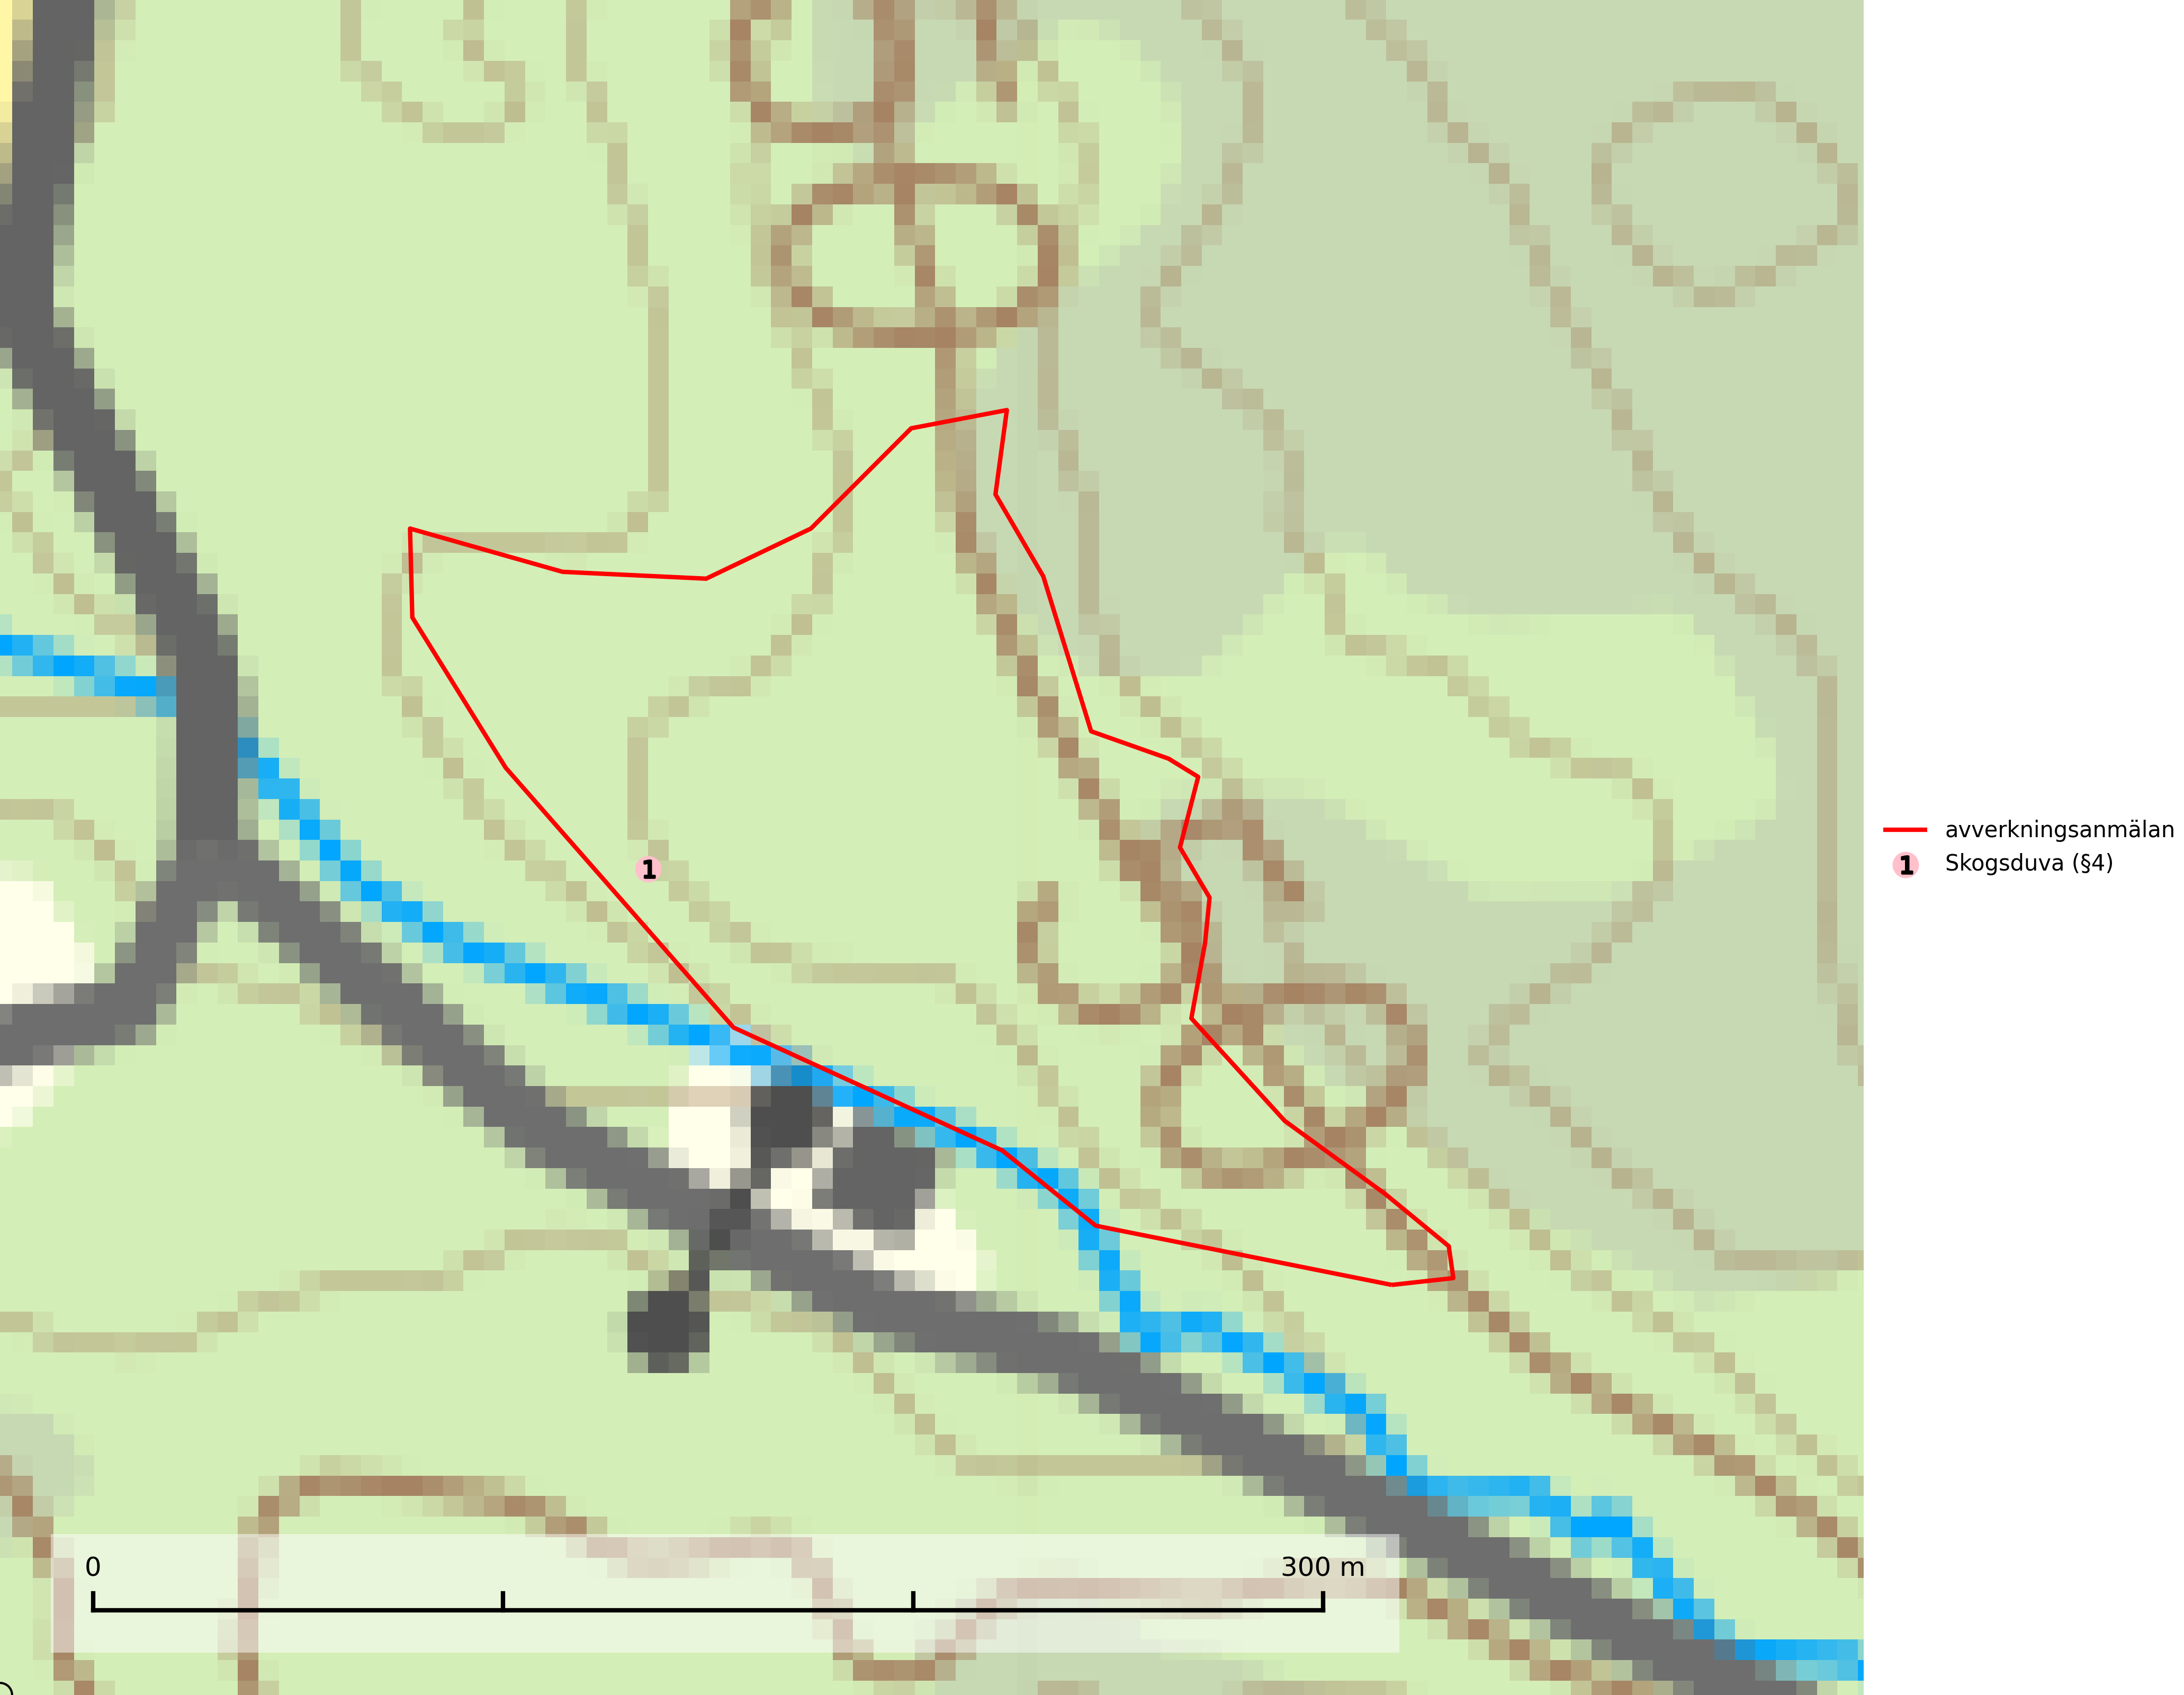 1
avverkningsanmälan
1 Skogsduva (§4)
0 300 m